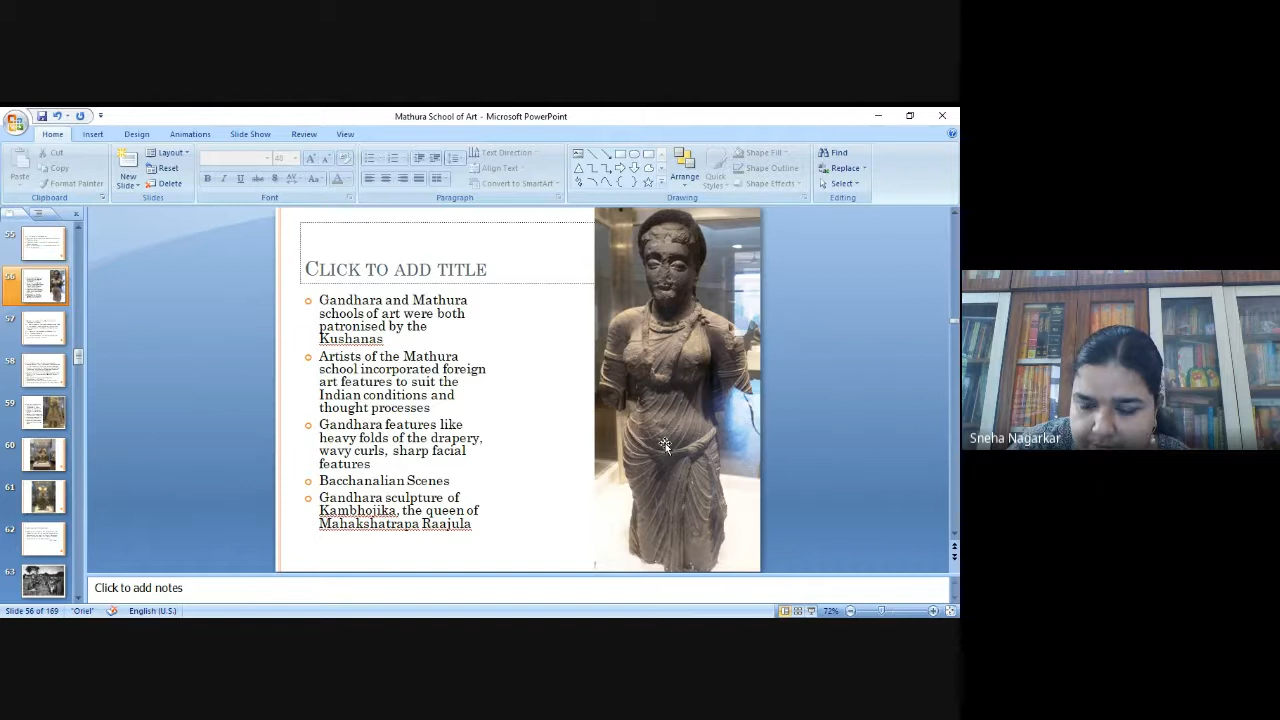 Mathura School of Art - Microsoft PowerPoint
Home Insert Design Animations Slide Show Review View
Paste
Cut
Copy
Format Painter
Clipboard
New Slide
Layout
Reset
Delete
Slides
48
B I U abc S AV Aa A
Font
Text Direction
Align Text
Convert to SmartArt
Paragraph
Arrange
Quick Styles
Shape Fill
Shape Outline
Shape Effects
Drawing
Find
Replace
Select
Editing
55
56
57
58
59
60
61
62
63
CLICK TO ADD TITLE
Gandhara and Mathura
schools of art were both
patronised by the
Kushanas
Artists of the Mathura
school incorporated foreign
art features to suit the
Indian conditions and
thought processes
Gandhara features like
heavy folds of the drapery,
wavy curls, sharp facial
features
Bacchanalian Scenes
Gandhara sculpture of
Kambhojika, the queen of
Mahakshatrapa Raajula
Click to add notes
Slide 56 of 169 "Oriel" English (U.S.) 72%
Sneha Nagarkar